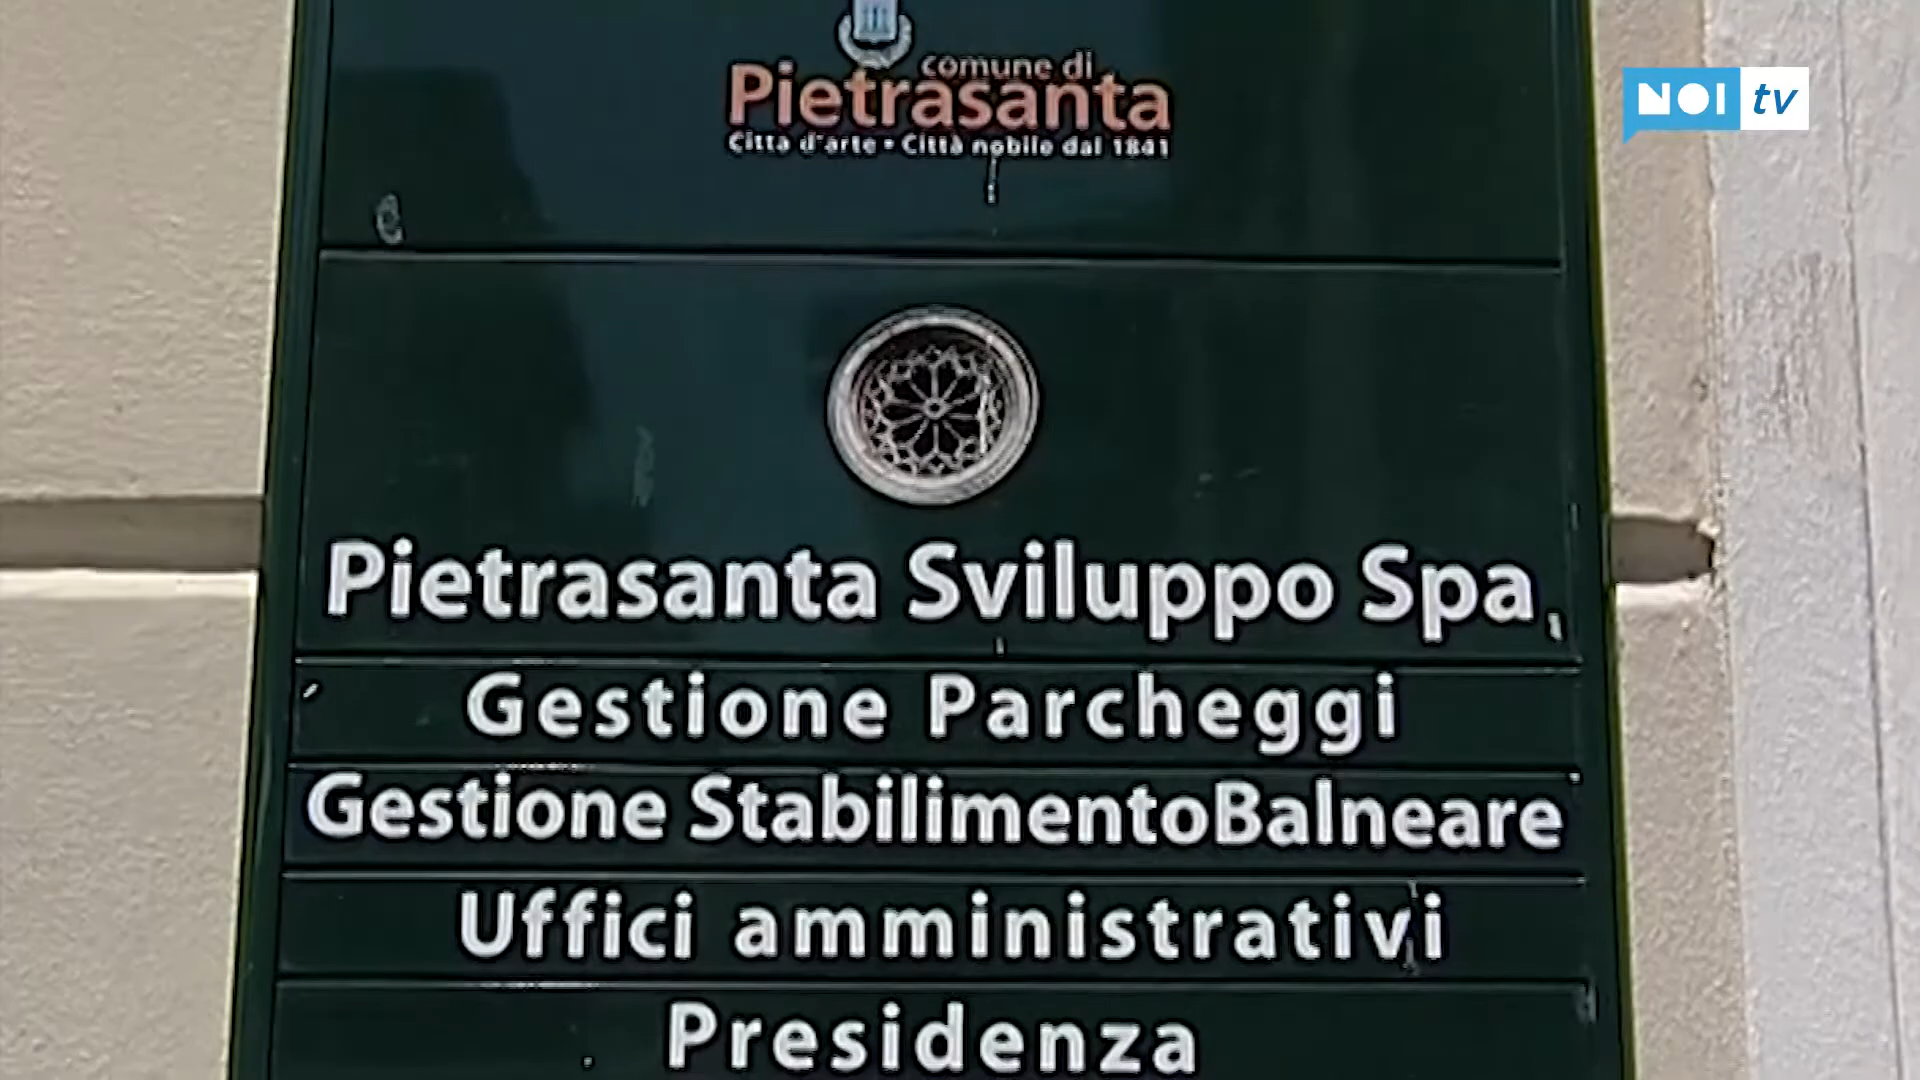 comune di
Pietrasanta
Città d'arte • Città nobile dal 1841
NOI tv
Pietrasanta Sviluppo Spa
Gestione Parcheggi
Gestione StabilimentoBalneare
Uffici amministrativi
Presidenza